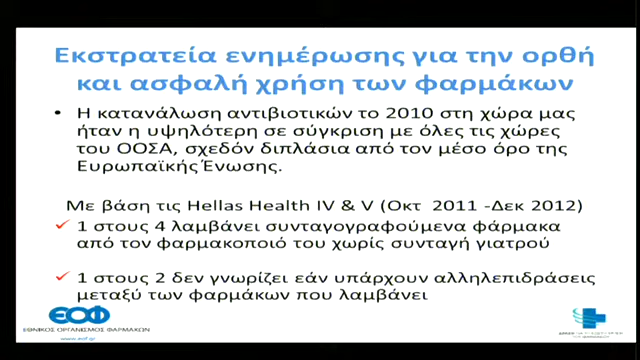 Εκστρατεία ενημέρωσης για την ορθή
και ασφαλή χρήση των φαρμάκων
• Η κατανάλωση αντιβιοτικών το 2010 στη χώρα μας
ήταν η υψηλότερη σε σύγκριση με όλες τις χώρες
του ΟΟΣΑ, σχεδόν διπλάσια από τον μέσο όρο της
Ευρωπαϊκής Ένωσης.
Με βάση τις Hellas Health IV & V (Οκτ 2011 -Δεκ 2012)
✓ 1 στους 4 λαμβάνει συνταγογραφούμενα φάρμακα
από τον φαρμακοποιό του χωρίς συνταγή γιατρού
✓ 1 στους 2 δεν γνωρίζει εάν υπάρχουν αλληλεπιδράσεις
μεταξύ των φαρμάκων που λαμβάνει
ΕΟΦ
ΕΘΝΙΚΟΣ ΟΡΓΑΝΙΣΜΟΣ ΦΑΡΜΑΚΩΝ
www.eof.gr